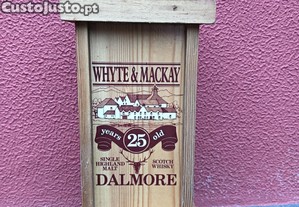 CustoJusto.pt
WHYTE & MACKAY
years 25 old
SINGLE HIGHLAND MALT
SCOTCH WHISKY
DALMORE